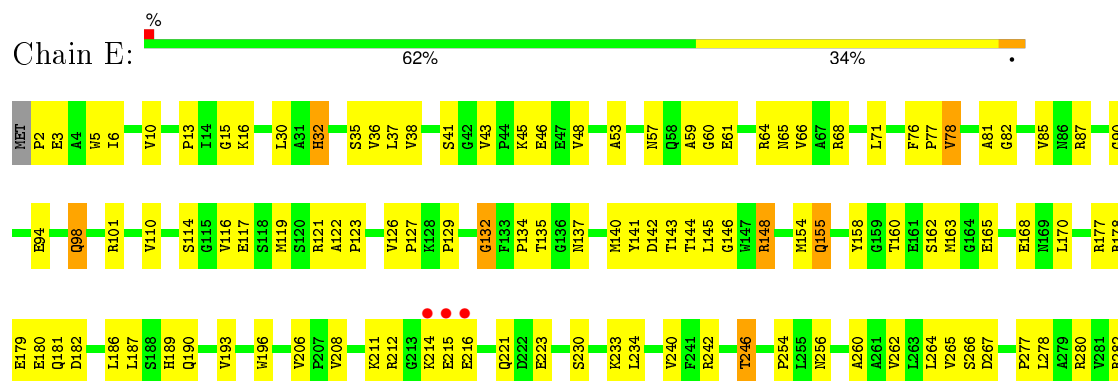 %
Chain E:
62% 34% •
MET P2 E3 A4 W5 I6 V10 P13 I14 G15 K16 L30 A31 H32 S35 V36 L37 V38 S41 G42 V43 P44 K45 E46 E47 V48 A53 N57 Q58 A59 G60 E61 R64 N65 V66 A67 R68 L71 F76 P77 V78 A81 G82 V85 N86 R87
E94 Q98 R101 V110 S114 G115 V116 E117 S118 M119 S120 R121 A122 P123 V126 P127 K128 P129 G132 F133 P134 T135 G136 N137 M140 Y141 D142 T143 T144 L145 G146 W147 R148 M154 Q155 Y158 G159 T160 E161 S162 M163 G164 E165 E168 N169 L170 R177 R178
E179 E180 Q181 D182 L186 L187 S188 H189 Q190 V193 W196 V206 P207 V208 K211 R212 G213 K214 E215 E216 Q221 D222 E223 S230 K233 L234 V240 F241 R242 T246 P254 L255 N256 A260 A261 V262 L263 L264 V265 S266 D267 P277 L278 A279 R280 V281